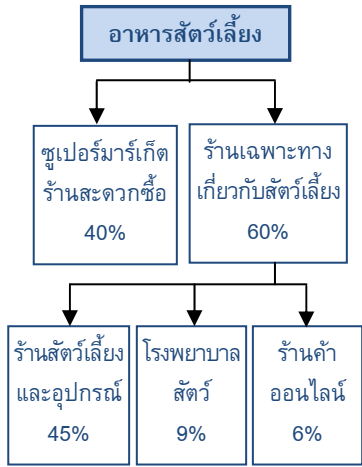 อาหารสัตว์เลี้ยง
ซูเปอร์มาร์เก็ต
ร้านสะดวกซื้อ
40%
ร้านเฉพาะทาง
เกี่ยวกับสัตว์เลี้ยง
60%
ร้านสัตว์เลี้ยง
และอุปกรณ์
45%
โรงพยาบาล
สัตว์
9%
ร้านค้า
ออนไลน์
6%